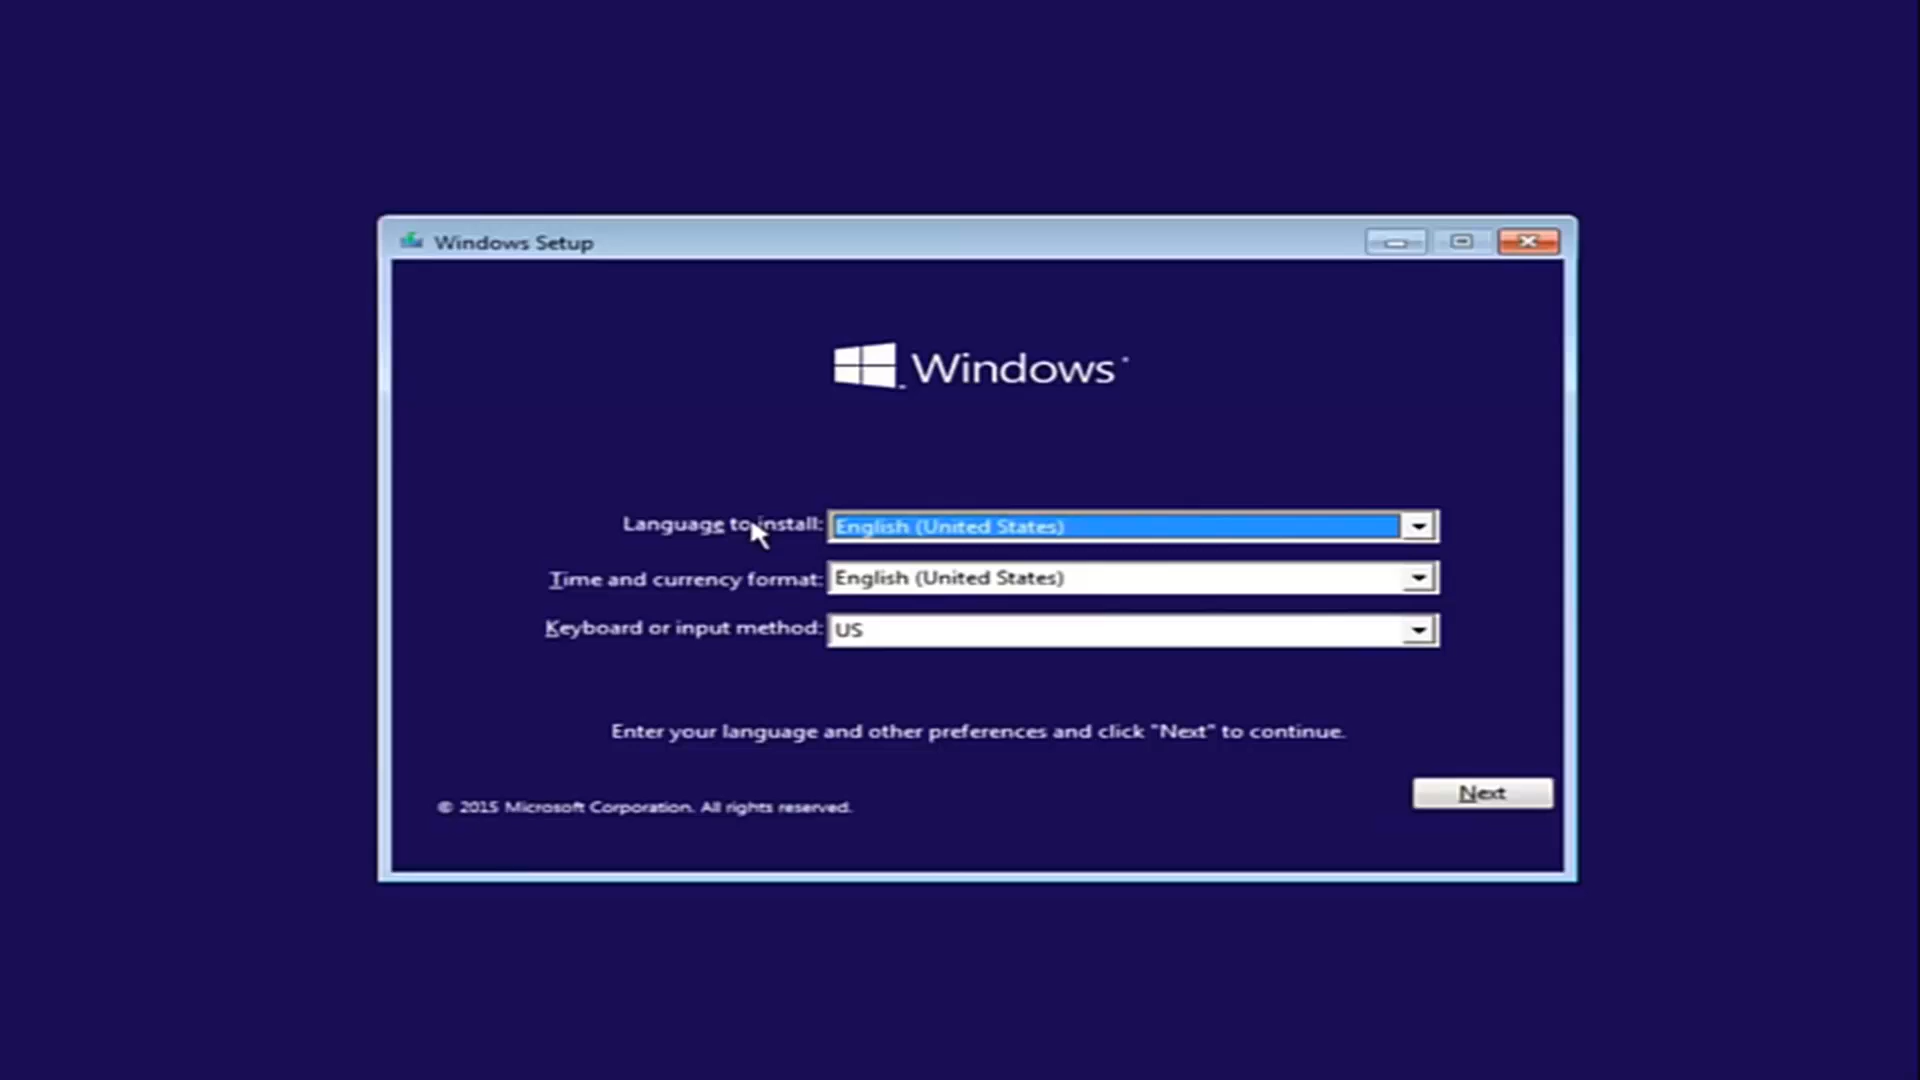 Windows Setup
Windows
Language to install: English (United States)
Time and currency format: English (United States)
Keyboard or input method: US
Enter your language and other preferences and click "Next" to continue.
© 2015 Microsoft Corporation. All rights reserved.
Next